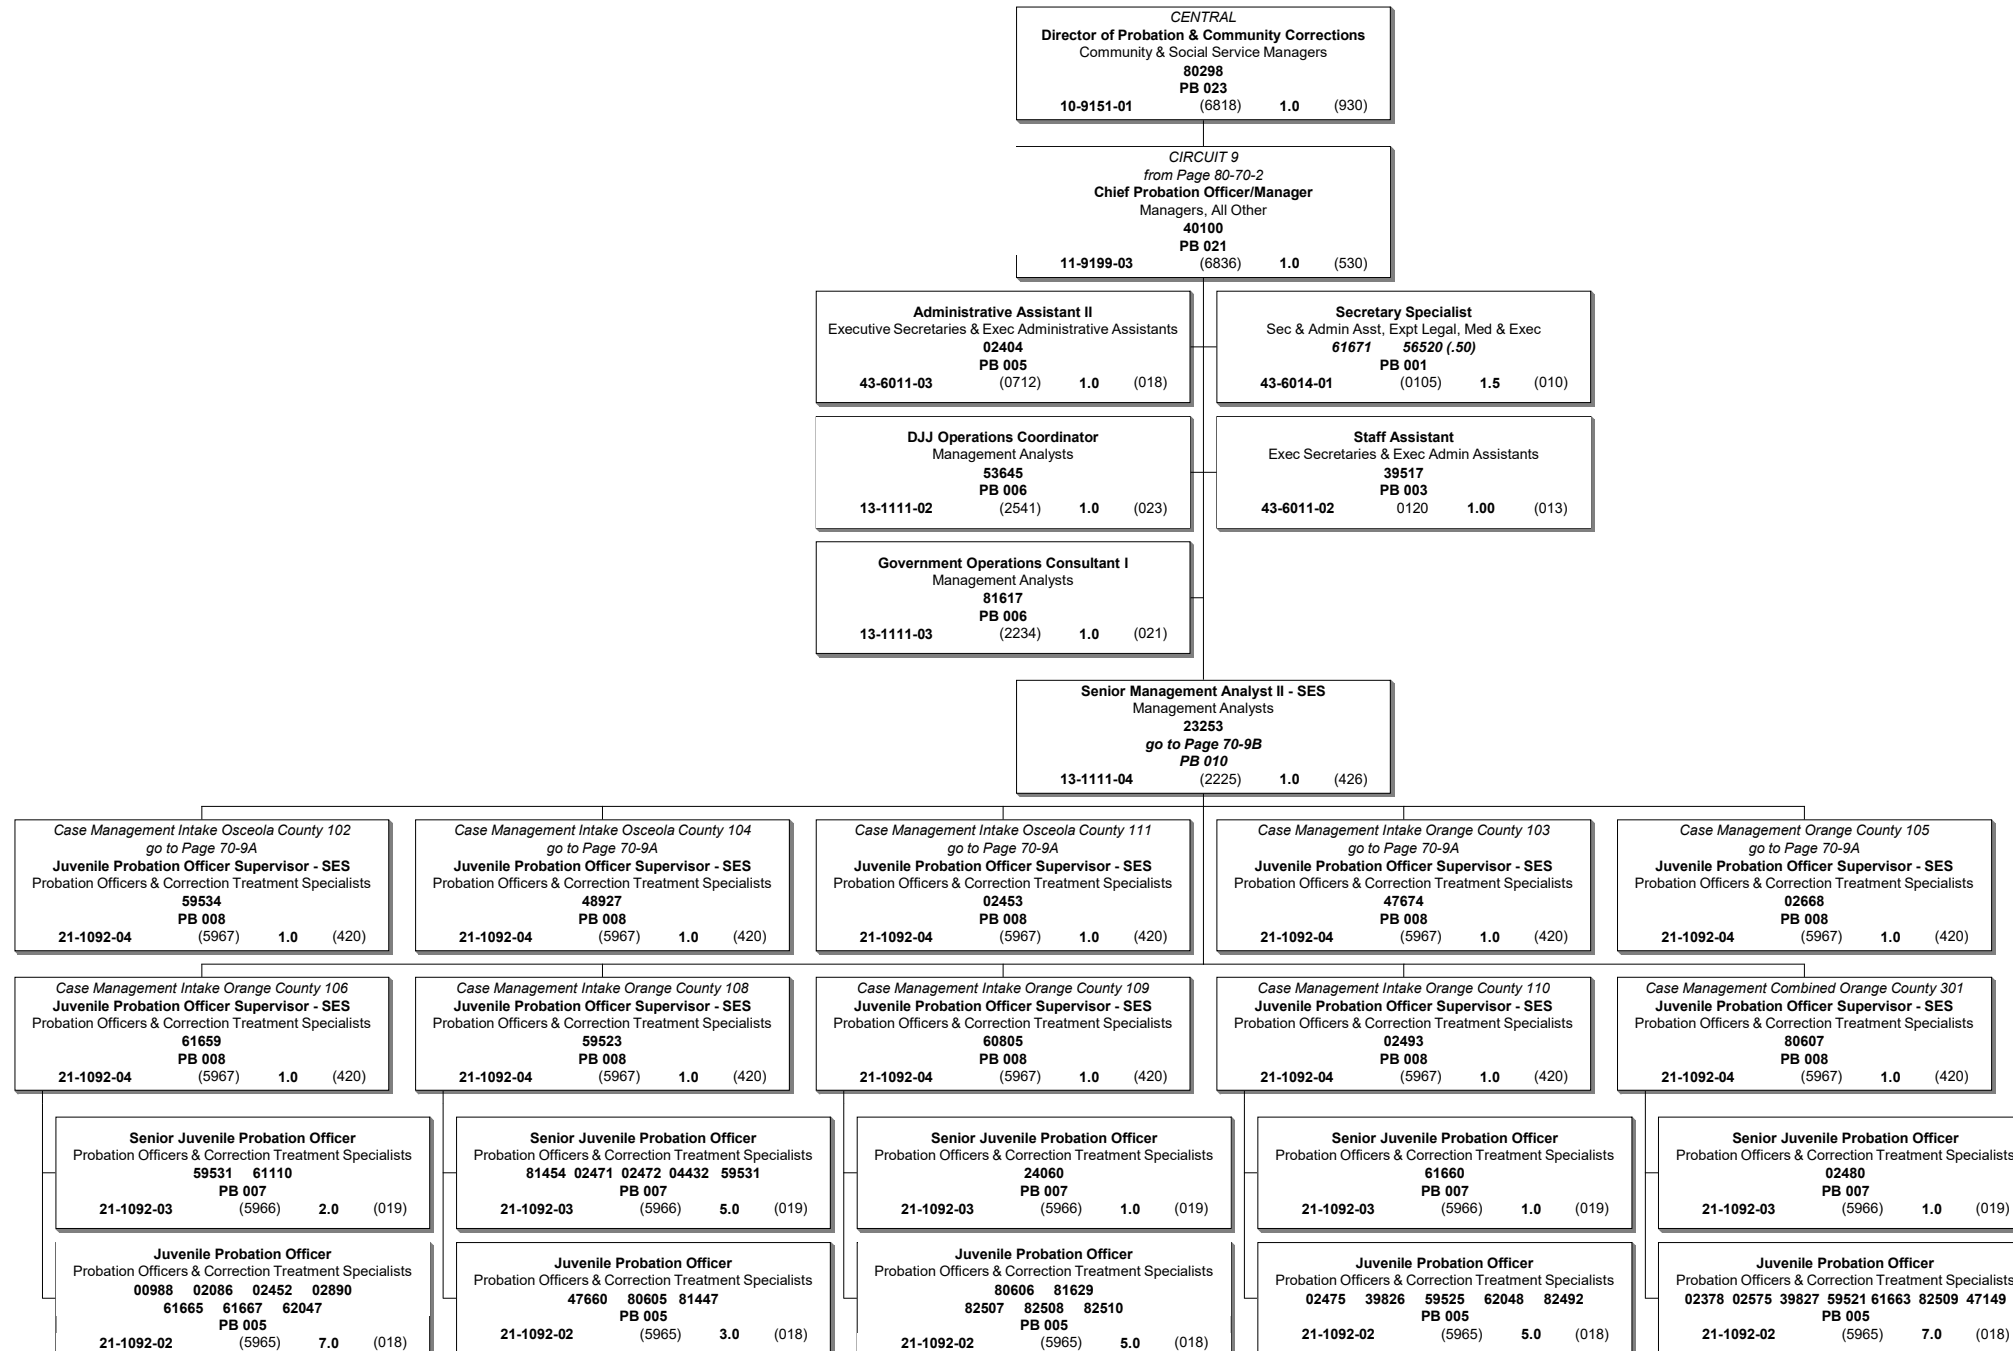 CENTRAL
Director of Probation & Community Corrections
Community & Social Service Managers
80298
PB 023
10-9151-01 (6818) 1.0 (930)
CIRCUIT 9
from Page 80-70-2
Chief Probation Officer/Manager
Managers, All Other
40100
PB 021
11-9199-03 (6836) 1.0 (530)
Administrative Assistant II
Executive Secretaries & Exec Administrative Assistants
02404
PB 005
43-6011-03 (0712) 1.0 (018)
Secretary Specialist
Sec & Admin Asst, Expt Legal, Med & Exec
61671 56520 (.50)
PB 001
43-6014-01 (0105) 1.5 (010)
DJJ Operations Coordinator
Management Analysts
53645
PB 006
13-1111-02 (2541) 1.0 (023)
Staff Assistant
Exec Secretaries & Exec Admin Assistants
39517
PB 003
43-6011-02 0120 1.00 (013)
Government Operations Consultant I
Management Analysts
81617
PB 006
13-1111-03 (2234) 1.0 (021)
Senior Management Analyst II - SES
Management Analysts
23253
go to Page 70-9B
PB 010
13-1111-04 (2225) 1.0 (426)
Case Management Intake Osceola County 102
go to Page 70-9A
Juvenile Probation Officer Supervisor - SES
Probation Officers & Correction Treatment Specialists
59534
PB 008
21-1092-04 (5967) 1.0 (420)
Case Management Intake Osceola County 104
go to Page 70-9A
Juvenile Probation Officer Supervisor - SES
Probation Officers & Correction Treatment Specialists
48927
PB 008
21-1092-04 (5967) 1.0 (420)
Case Management Intake Osceola County 111
go to Page 70-9A
Juvenile Probation Officer Supervisor - SES
Probation Officers & Correction Treatment Specialists
02453
PB 008
21-1092-04 (5967) 1.0 (420)
Case Management Intake Orange County 103
go to Page 70-9A
Juvenile Probation Officer Supervisor - SES
Probation Officers & Correction Treatment Specialists
47674
PB 008
21-1092-04 (5967) 1.0 (420)
Case Management Orange County 105
go to Page 70-9A
Juvenile Probation Officer Supervisor - SES
Probation Officers & Correction Treatment Specialists
02668
PB 008
21-1092-04 (5967) 1.0 (420)
Case Management Intake Orange County 106
Juvenile Probation Officer Supervisor - SES
Probation Officers & Correction Treatment Specialists
61659
PB 008
21-1092-04 (5967) 1.0 (420)
Case Management Intake Orange County 108
Juvenile Probation Officer Supervisor - SES
Probation Officers & Correction Treatment Specialists
59523
PB 008
21-1092-04 (5967) 1.0 (420)
Case Management Intake Orange County 109
Juvenile Probation Officer Supervisor - SES
Probation Officers & Correction Treatment Specialists
60805
PB 008
21-1092-04 (5967) 1.0 (420)
Case Management Intake Orange County 110
Juvenile Probation Officer Supervisor - SES
Probation Officers & Correction Treatment Specialists
02493
PB 008
21-1092-04 (5967) 1.0 (420)
Case Management Combined Orange County 301
Juvenile Probation Officer Supervisor - SES
Probation Officers & Correction Treatment Specialists
80607
PB 008
21-1092-04 (5967) 1.0 (420)
Senior Juvenile Probation Officer
Probation Officers & Correction Treatment Specialists
59531 61110
PB 007
21-1092-03 (5966) 2.0 (019)
Senior Juvenile Probation Officer
Probation Officers & Correction Treatment Specialists
81454 02471 02472 04432 59531
PB 007
21-1092-03 (5966) 5.0 (019)
Senior Juvenile Probation Officer
Probation Officers & Correction Treatment Specialists
24060
PB 007
21-1092-03 (5966) 1.0 (019)
Senior Juvenile Probation Officer
Probation Officers & Correction Treatment Specialists
61660
PB 007
21-1092-03 (5966) 1.0 (019)
Senior Juvenile Probation Officer
Probation Officers & Correction Treatment Specialists
02480
PB 007
21-1092-03 (5966) 1.0 (019)
Juvenile Probation Officer
Probation Officers & Correction Treatment Specialists
00988 02086 02452 02890
61665 61667 62047
PB 005
21-1092-02 (5965) 7.0 (018)
Juvenile Probation Officer
Probation Officers & Correction Treatment Specialists
47660 80605 81447
PB 005
21-1092-02 (5965) 3.0 (018)
Juvenile Probation Officer
Probation Officers & Correction Treatment Specialists
80606 81629
82507 82508 82510
PB 005
21-1092-02 (5965) 5.0 (018)
Juvenile Probation Officer
Probation Officers & Correction Treatment Specialists
02475 39826 59525 62048 82492
PB 005
21-1092-02 (5965) 5.0 (018)
Juvenile Probation Officer
Probation Officers & Correction Treatment Specialists
02378 02575 39827 59521 61663 82509 47149
PB 005
21-1092-02 (5965) 7.0 (018)